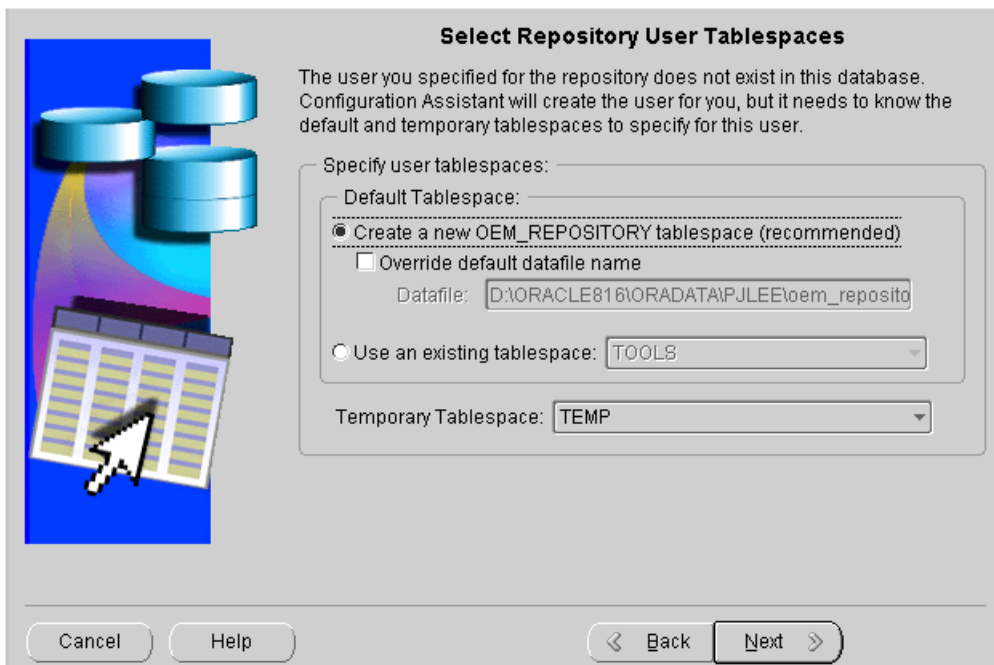 Select Repository User Tablespaces
The user you specified for the repository does not exist in this database.
Configuration Assistant will create the user for you, but it needs to know the
default and temporary tablespaces to specify for this user.
Specify user tablespaces:
Default Tablespace:
Create a new OEM_REPOSITORY tablespace (recommended)
Override default datafile name
Datafile: D:\ORACLE816\ORADATA\PJLEE\oem_reposito
Use an existing tablespace: TOOLS
Temporary Tablespace: TEMP
Cancel Help Back Next